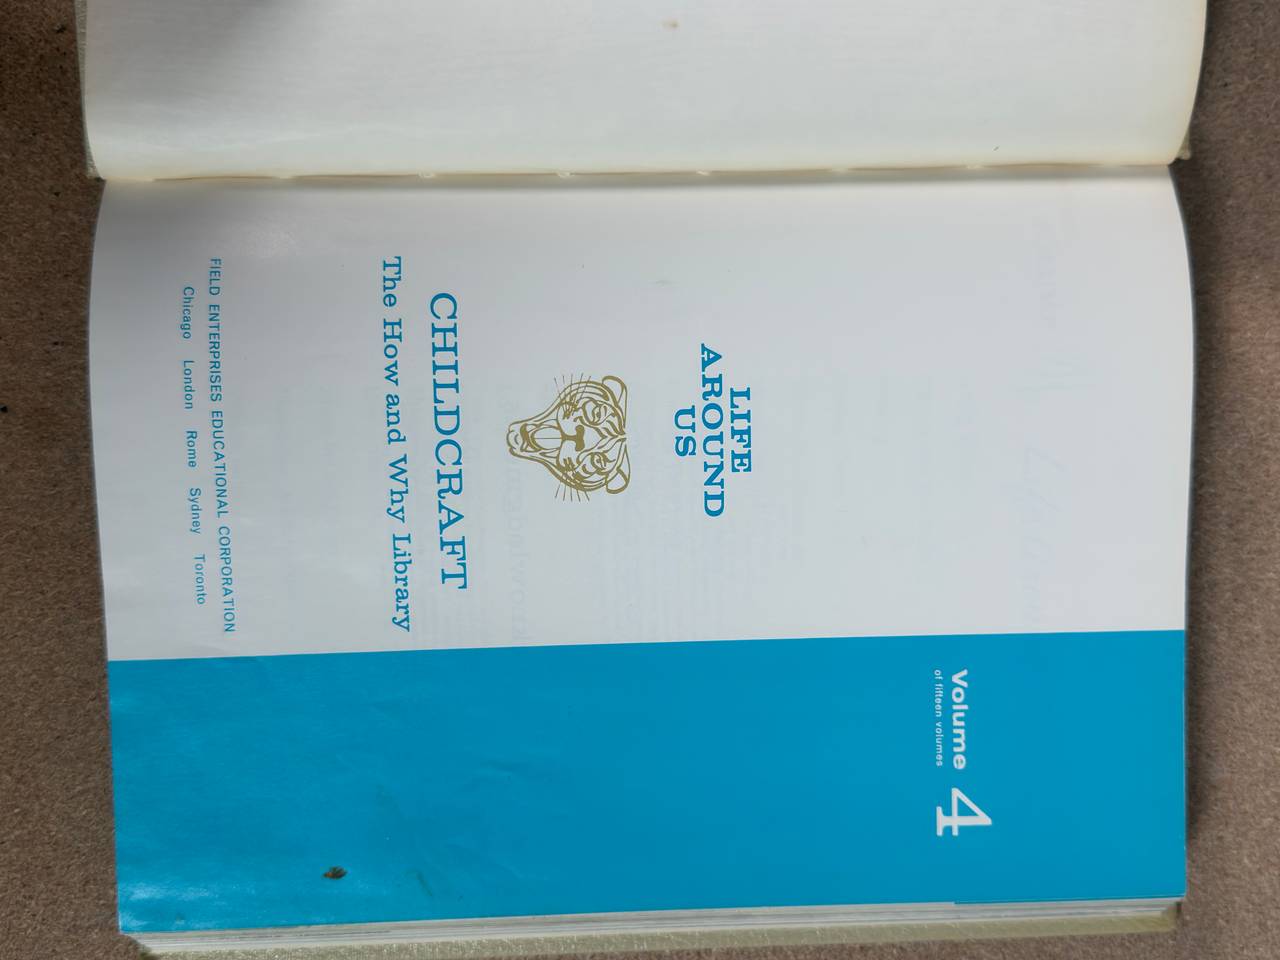 Volume 4
of fifteen volumes
LIFE
AROUND
US
CHILDCRAFT
The How and Why Library
FIELD ENTERPRISES EDUCATIONAL CORPORATION
Chicago London Rome Sydney Toronto